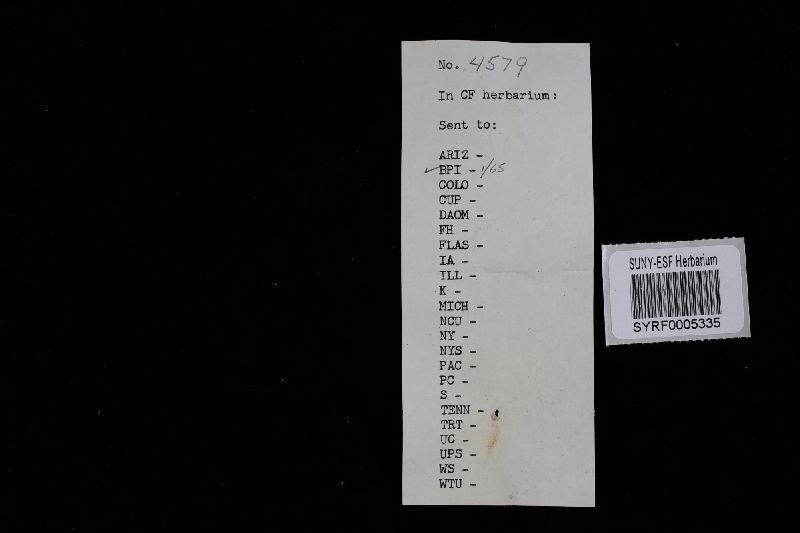 No. 4579
In CF herbarium:
Sent to:
ARIZ -
✓BPI - 1/65
COLO -
CUP -
DAOM -
FH -
FLAS -
IA -
ILL -
K -
MICH -
NCU -
NY -
NYS -
PAC -
PC -
S -
TENN -
TRT -
UC -
UPS -
WS -
WTU -
SUNY-ESF Herbarium
SYRF0005335